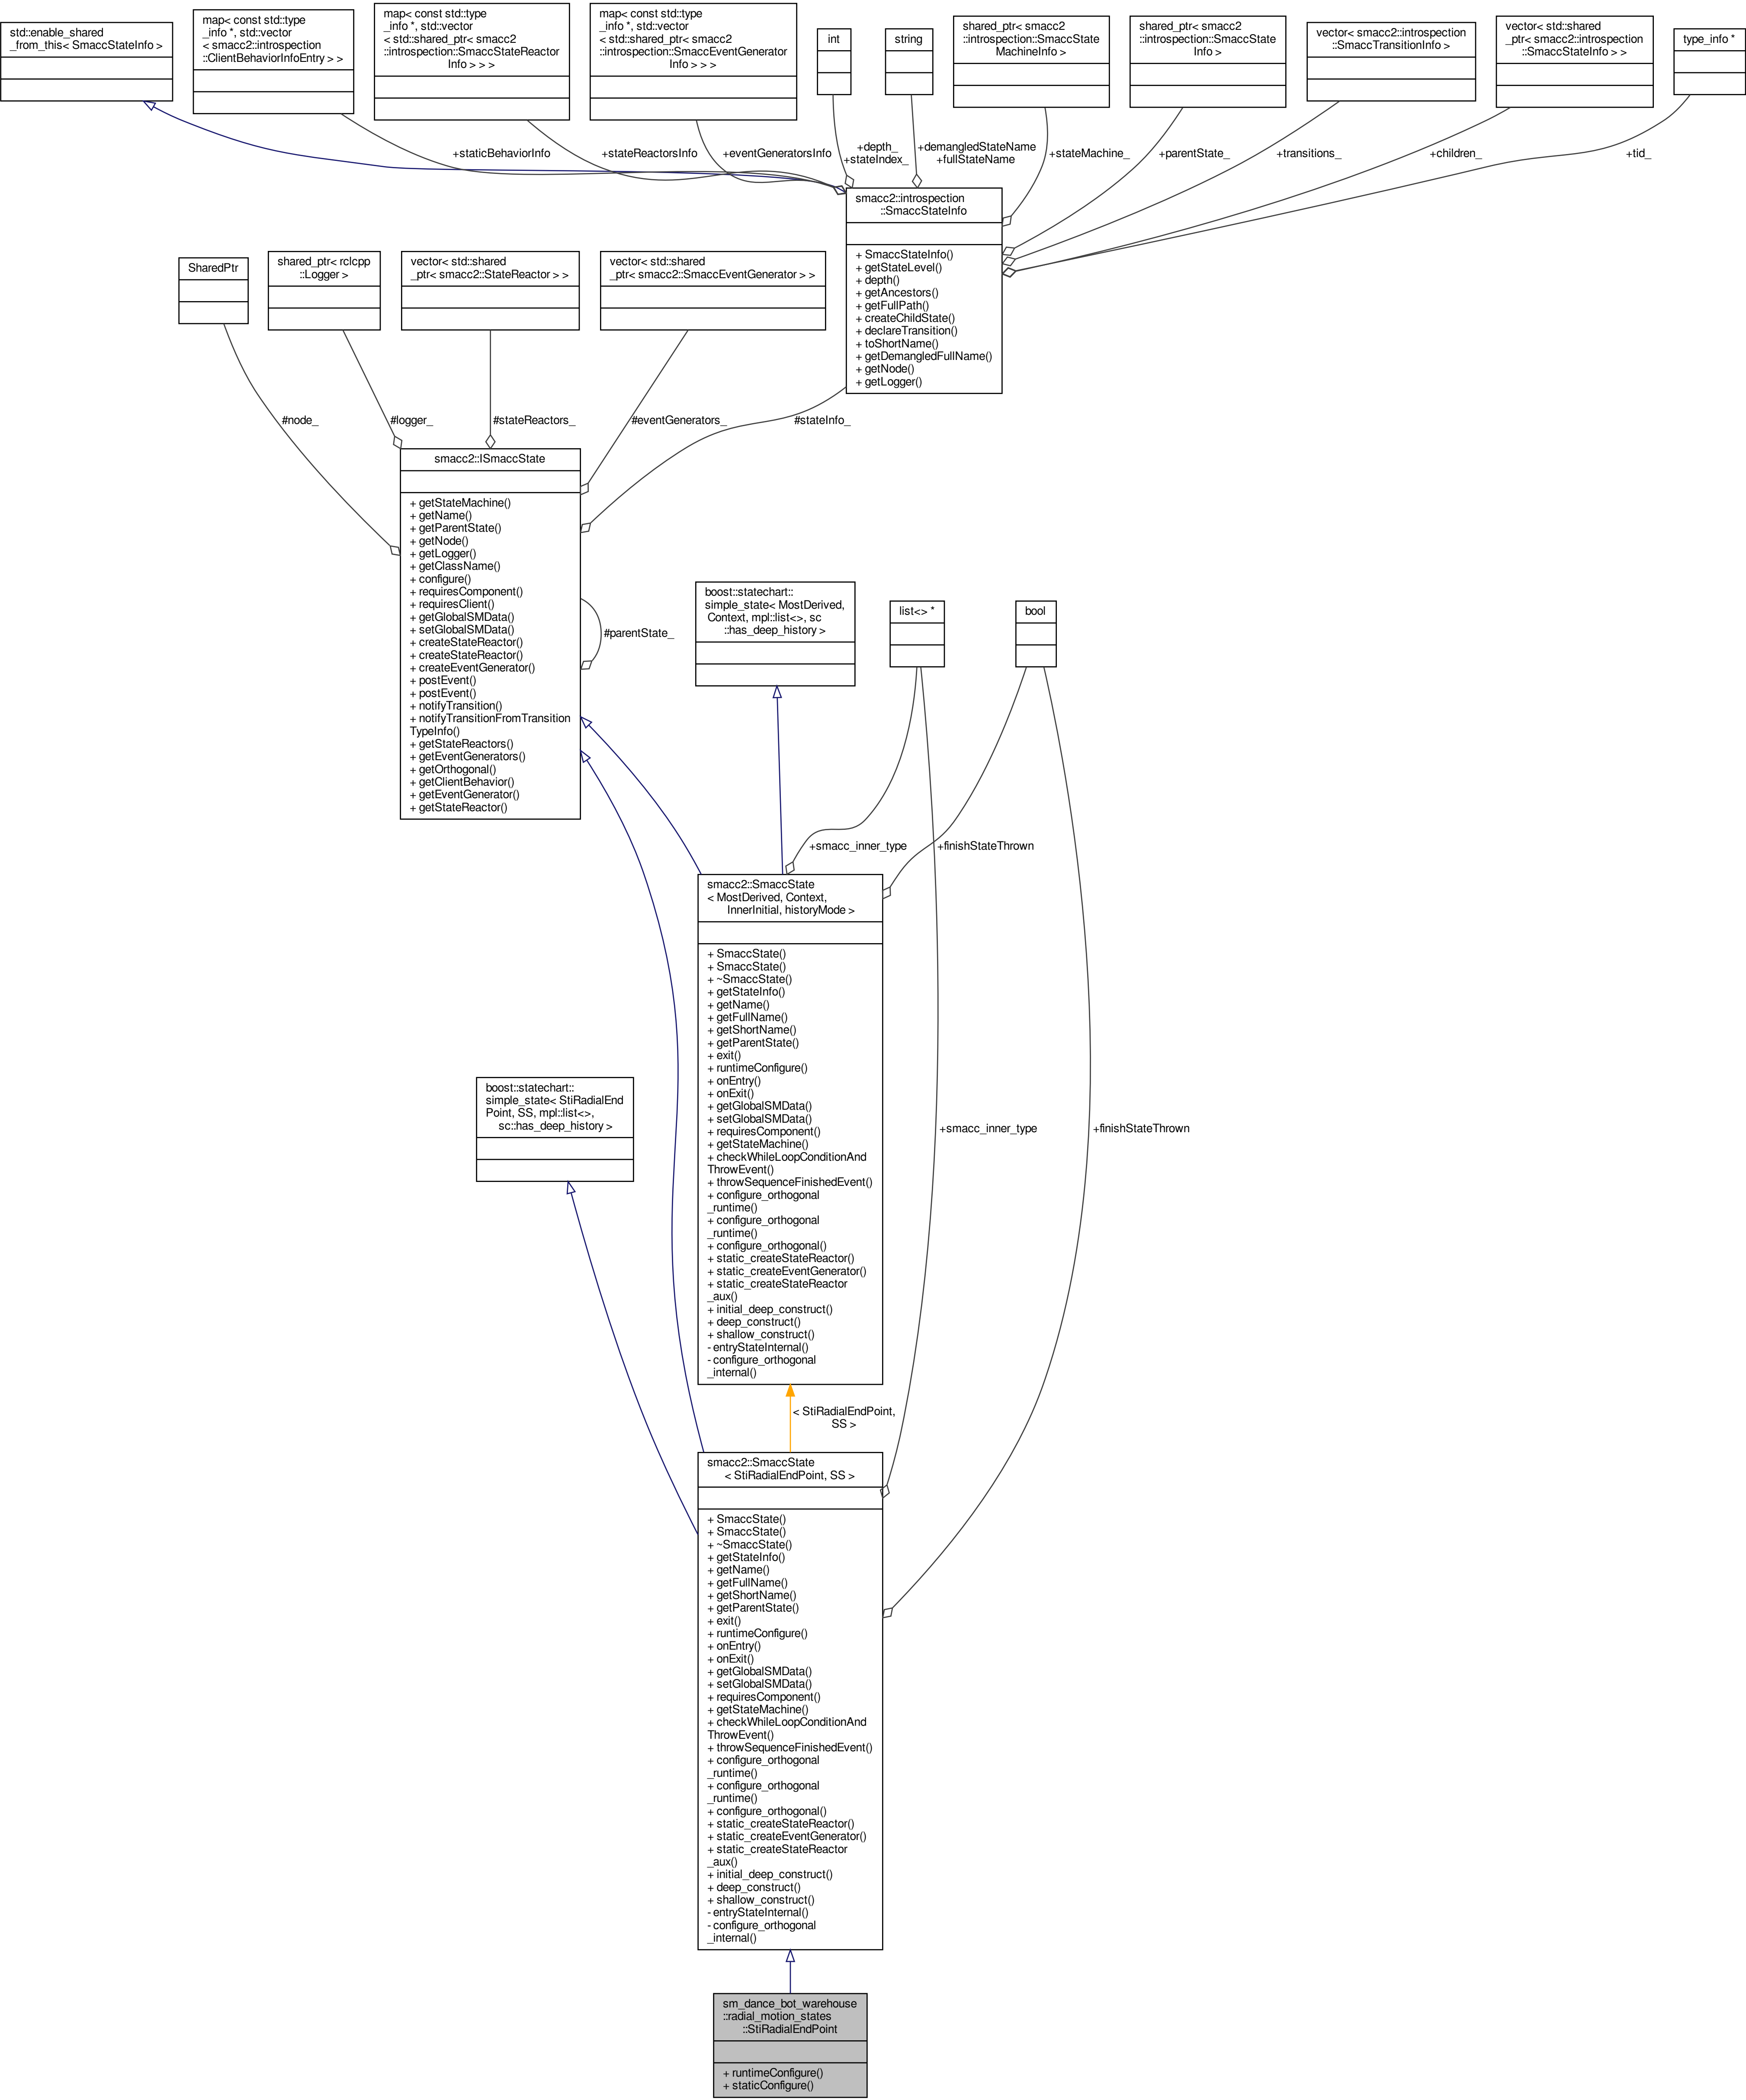 std::enable_shared
_from_this< SmaccStateInfo >
map< const std::type
_info *, std::vector
< smacc2::introspection
::ClientBehaviorInfoEntry > >
map< const std::type
_info *, std::vector
< std::shared_ptr< smacc2
::introspection::SmaccStateReactor
Info > > >
map< const std::type
_info *, std::vector
< std::shared_ptr< smacc2
::introspection::SmaccEventGenerator
Info > > >
int
string
shared_ptr< smacc2
::introspection::SmaccState
MachineInfo >
shared_ptr< smacc2
::introspection::SmaccState
Info >
vector< smacc2::introspection
::SmaccTransitionInfo >
vector< std::shared
_ptr< smacc2::introspection
::SmaccStateInfo > >
type_info *
+staticBehaviorInfo
+stateReactorsInfo
+eventGeneratorsInfo
+depth_
+stateIndex_
+demangledStateName
+fullStateName
+stateMachine_
+parentState_
+transitions_
+children_
+tid_
smacc2::introspection
::SmaccStateInfo
+ SmaccStateInfo()
+ getStateLevel()
+ depth()
+ getAncestors()
+ getFullPath()
+ createChildState()
+ declareTransition()
+ toShortName()
+ getDemangledFullName()
+ getNode()
+ getLogger()
SharedPtr
shared_ptr< rclcpp
::Logger >
vector< std::shared
_ptr< smacc2::StateReactor > >
vector< std::shared
_ptr< smacc2::SmaccEventGenerator > >
#node_
#logger_
#stateReactors_
#eventGenerators_
#stateInfo_
smacc2::ISmaccState
+ getStateMachine()
+ getName()
+ getParentState()
+ getNode()
+ getLogger()
+ getClassName()
+ configure()
+ requiresComponent()
+ requiresClient()
+ getGlobalSMData()
+ setGlobalSMData()
+ createStateReactor()
+ createStateReactor()
+ createEventGenerator()
+ postEvent()
+ postEvent()
+ notifyTransition()
+ notifyTransitionFromTransition
TypeInfo()
+ getStateReactors()
+ getEventGenerators()
+ getOrthogonal()
+ getClientBehavior()
+ getEventGenerator()
+ getStateReactor()
#parentState_
boost::statechart::
simple_state< MostDerived,
Context, mpl::list<>, sc
::has_deep_history >
list<> *
bool
+smacc_inner_type
+finishStateThrown
smacc2::SmaccState
< MostDerived, Context,
InnerInitial, historyMode >
+ SmaccState()
+ SmaccState()
+ ~SmaccState()
+ getStateInfo()
+ getName()
+ getFullName()
+ getShortName()
+ getParentState()
+ exit()
+ runtimeConfigure()
+ onEntry()
+ onExit()
+ getGlobalSMData()
+ setGlobalSMData()
+ requiresComponent()
+ getStateMachine()
+ checkWhileLoopConditionAnd
ThrowEvent()
+ throwSequenceFinishedEvent()
+ configure_orthogonal
_runtime()
+ configure_orthogonal
_runtime()
+ configure_orthogonal()
+ static_createStateReactor()
+ static_createEventGenerator()
+ static_createStateReactor
_aux()
+ initial_deep_construct()
+ deep_construct()
+ shallow_construct()
- entryStateInternal()
- configure_orthogonal
_internal()
boost::statechart::
simple_state< StiRadialEnd
Point, SS, mpl::list<>,
sc::has_deep_history >
+smacc_inner_type
+finishStateThrown
< StiRadialEndPoint,
SS >
smacc2::SmaccState
< StiRadialEndPoint, SS >
+ SmaccState()
+ SmaccState()
+ ~SmaccState()
+ getStateInfo()
+ getName()
+ getFullName()
+ getShortName()
+ getParentState()
+ exit()
+ runtimeConfigure()
+ onEntry()
+ onExit()
+ getGlobalSMData()
+ setGlobalSMData()
+ requiresComponent()
+ getStateMachine()
+ checkWhileLoopConditionAnd
ThrowEvent()
+ throwSequenceFinishedEvent()
+ configure_orthogonal
_runtime()
+ configure_orthogonal
_runtime()
+ configure_orthogonal()
+ static_createStateReactor()
+ static_createEventGenerator()
+ static_createStateReactor
_aux()
+ initial_deep_construct()
+ deep_construct()
+ shallow_construct()
- entryStateInternal()
- configure_orthogonal
_internal()
sm_dance_bot_warehouse
::radial_motion_states
::StiRadialEndPoint
+ runtimeConfigure()
+ staticConfigure()